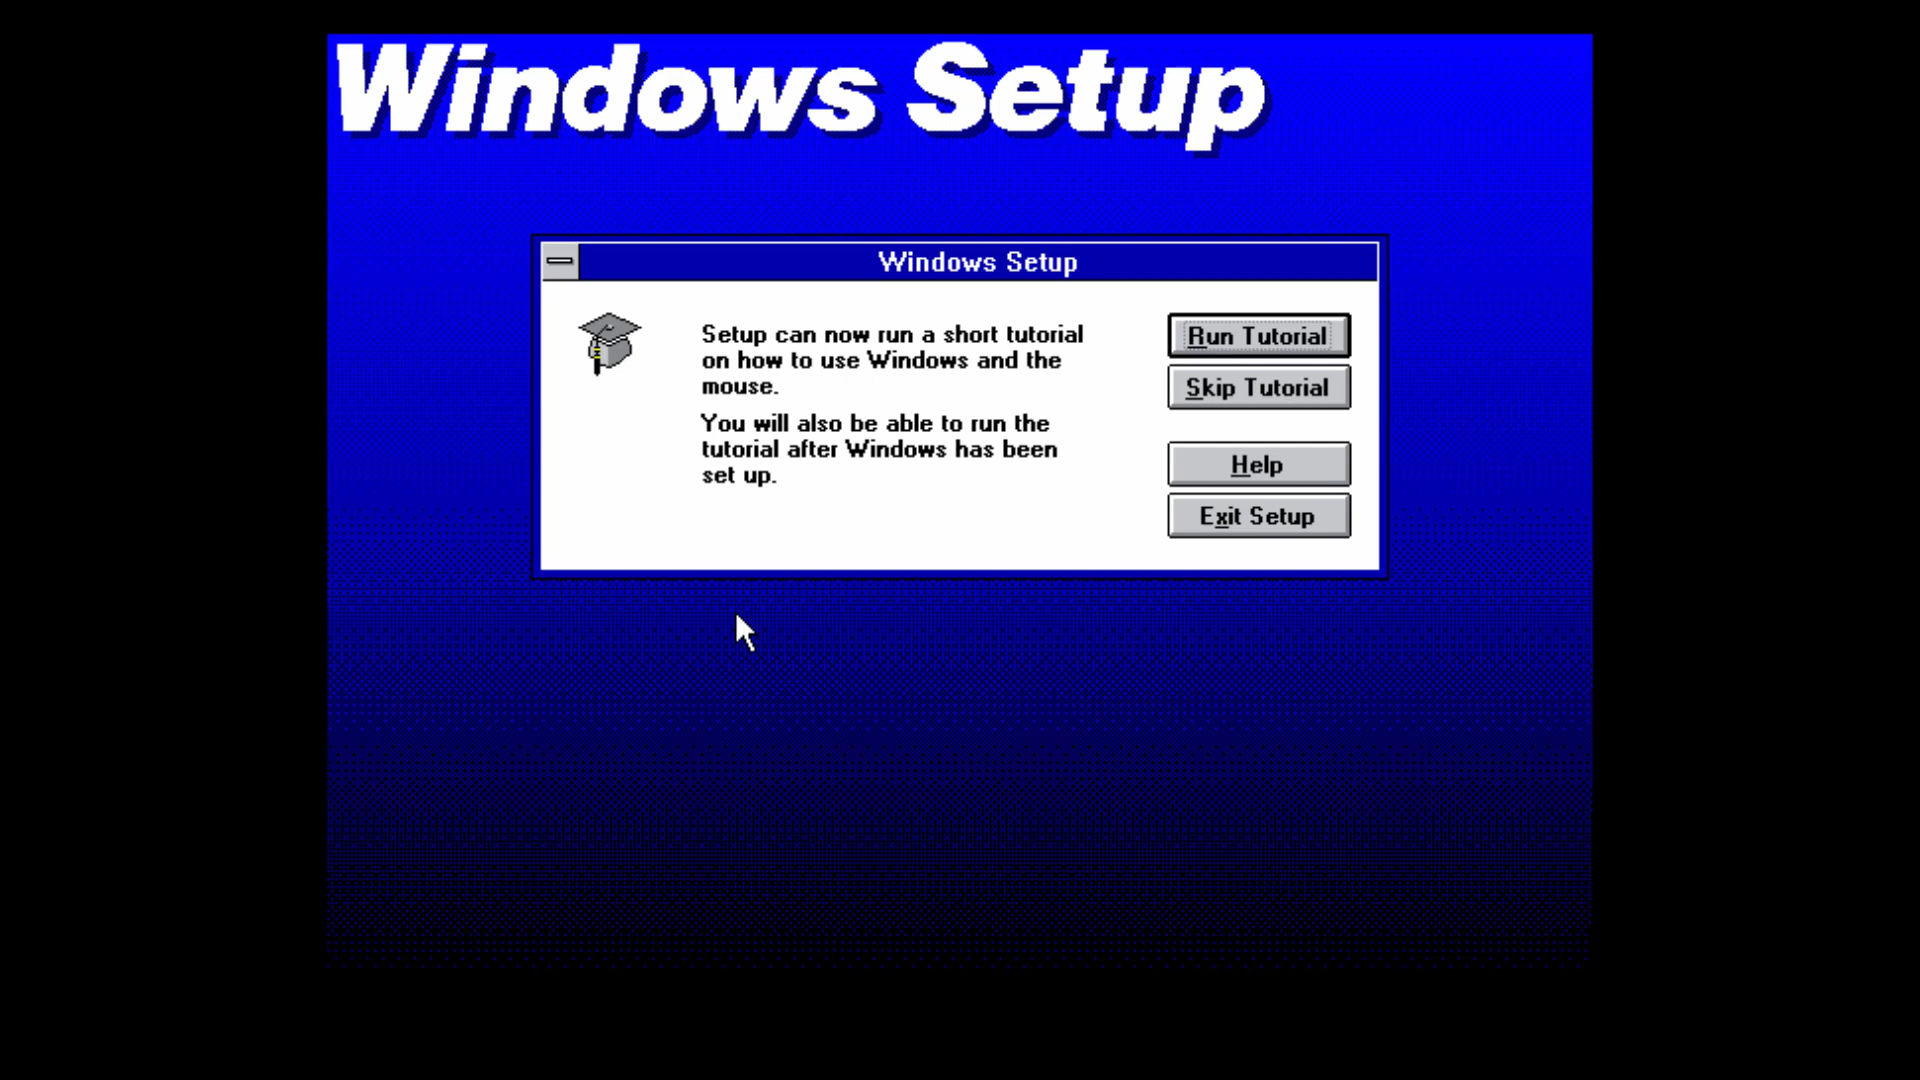 Windows Setup
Windows Setup
Setup can now run a short tutorial
on how to use Windows and the
mouse.
You will also be able to run the
tutorial after Windows has been
set up.
Run Tutorial
Skip Tutorial
Help
Exit Setup